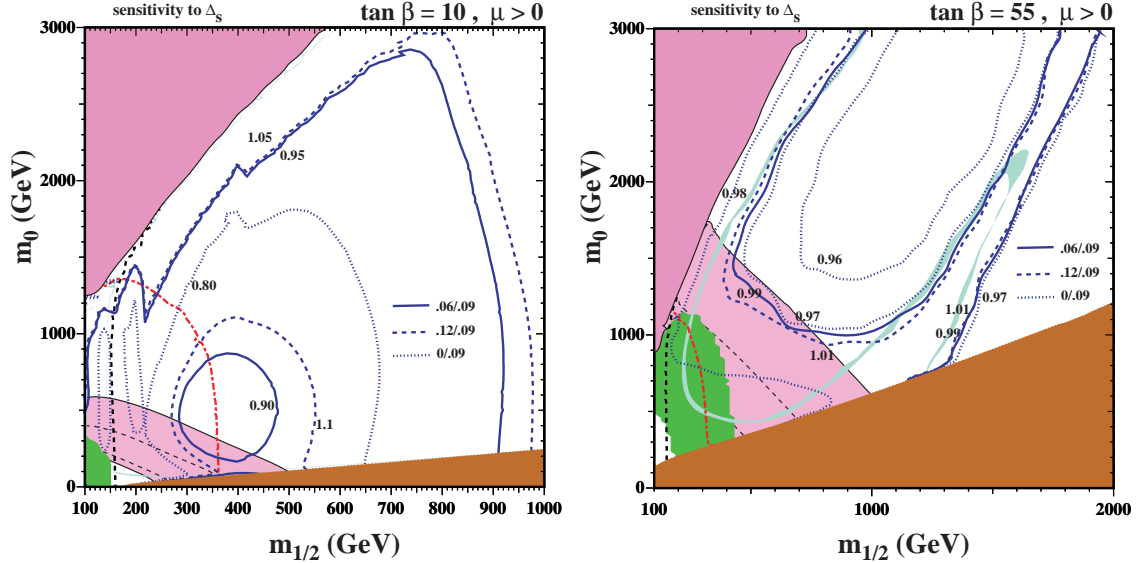 sensitivity to Δs
tan β = 10 , μ > 0
3000
2000
1000
0
m0 (GeV)
1.05
0.95
0.80
0.90
1.1
.06/.09
.12/.09
0/.09
100 200 300 400 500 600 700 800 900 1000
m1/2 (GeV)
sensitivity to Δs
tan β = 55 , μ > 0
3000
2000
1000
0
m0 (GeV)
0.98
0.96
0.99
0.97
1.01
0.97
1.01
0.99
.06/.09
.12/.09
0/.09
100 1000 2000
m1/2 (GeV)